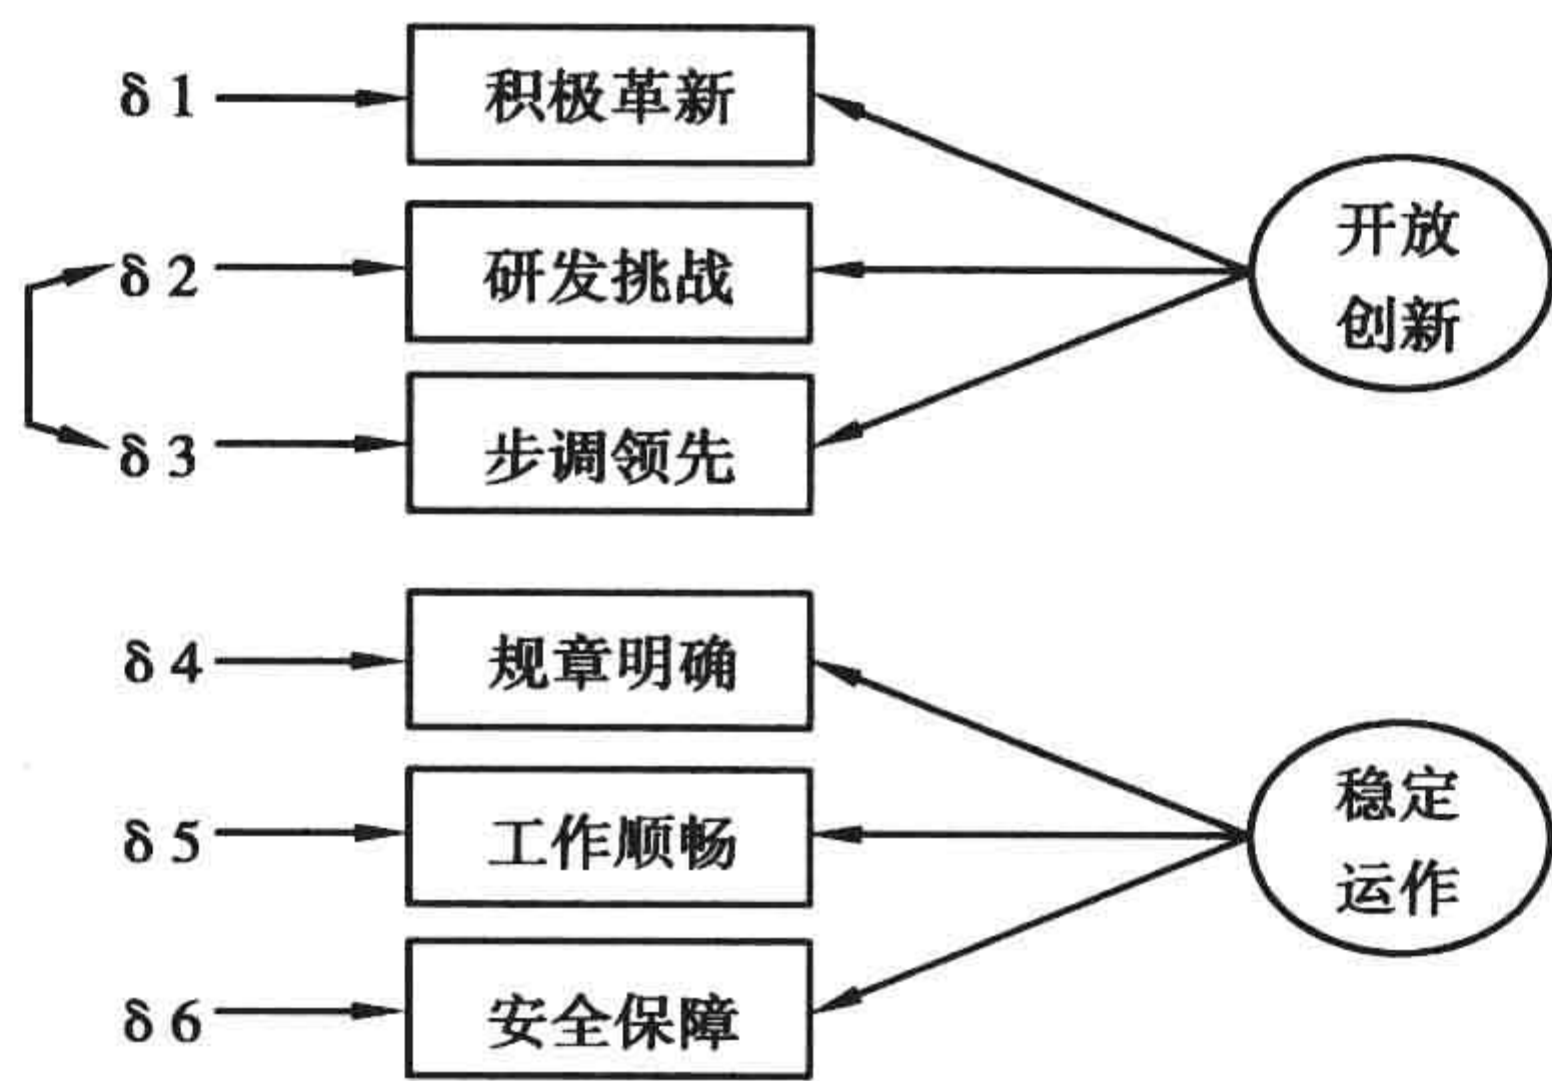 δ 1
积极革新
δ 2
研发挑战
δ 3
步调领先
开放
创新
δ 4
规章明确
δ 5
工作顺畅
δ 6
安全保障
稳定
运作